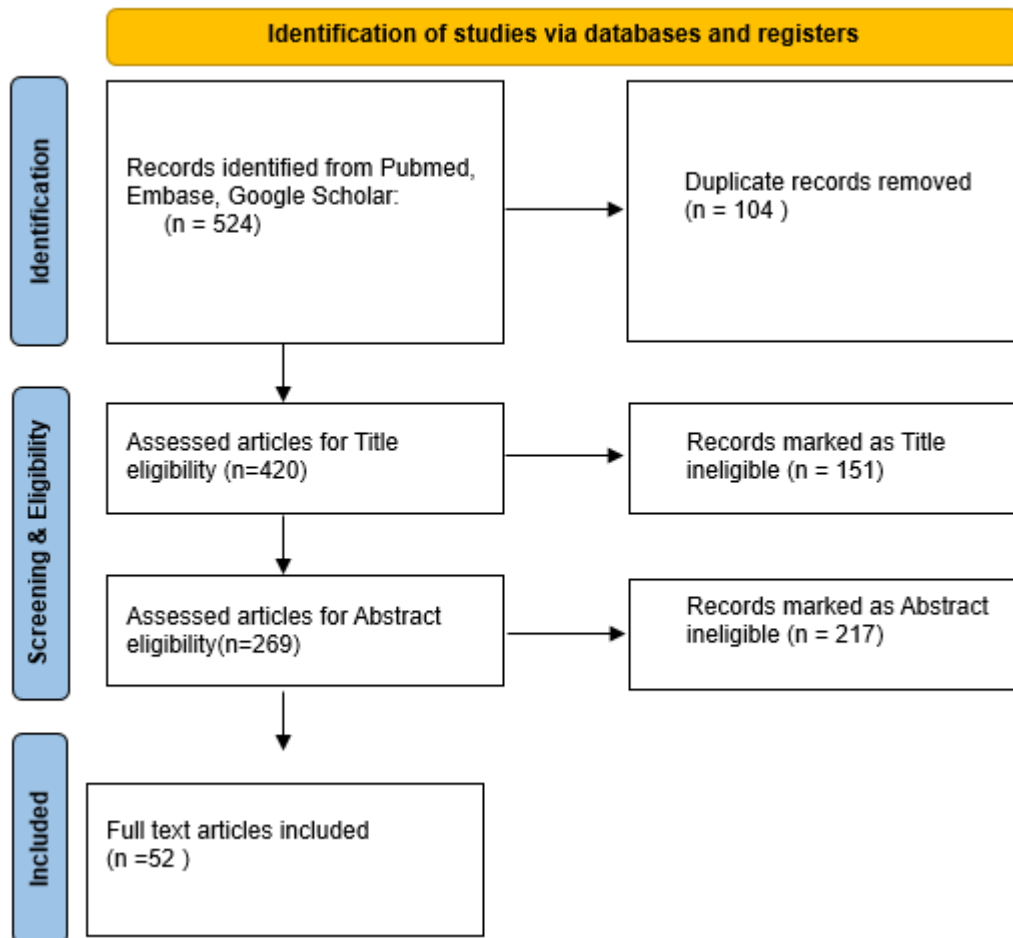 Identification of studies via databases and registers
Identification
Records identified from Pubmed,
Embase, Google Scholar:
(n = 524)
Duplicate records removed
(n = 104 )
Screening & Eligibility
Assessed articles for Title
eligibility (n=420)
Records marked as Title
ineligible (n = 151)
Assessed articles for Abstract
eligibility(n=269)
Records marked as Abstract
ineligible (n = 217)
Included
Full text articles included
(n =52 )